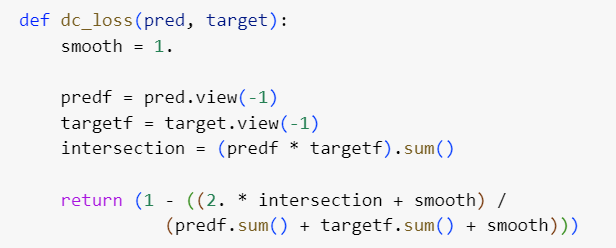 def dc_loss(pred, target):
    smooth = 1.

    predf = pred.view(-1)
    targetf = target.view(-1)
    intersection = (predf * targetf).sum()

    return (1 - ((2. * intersection + smooth) /
              (predf.sum() + targetf.sum() + smooth)))